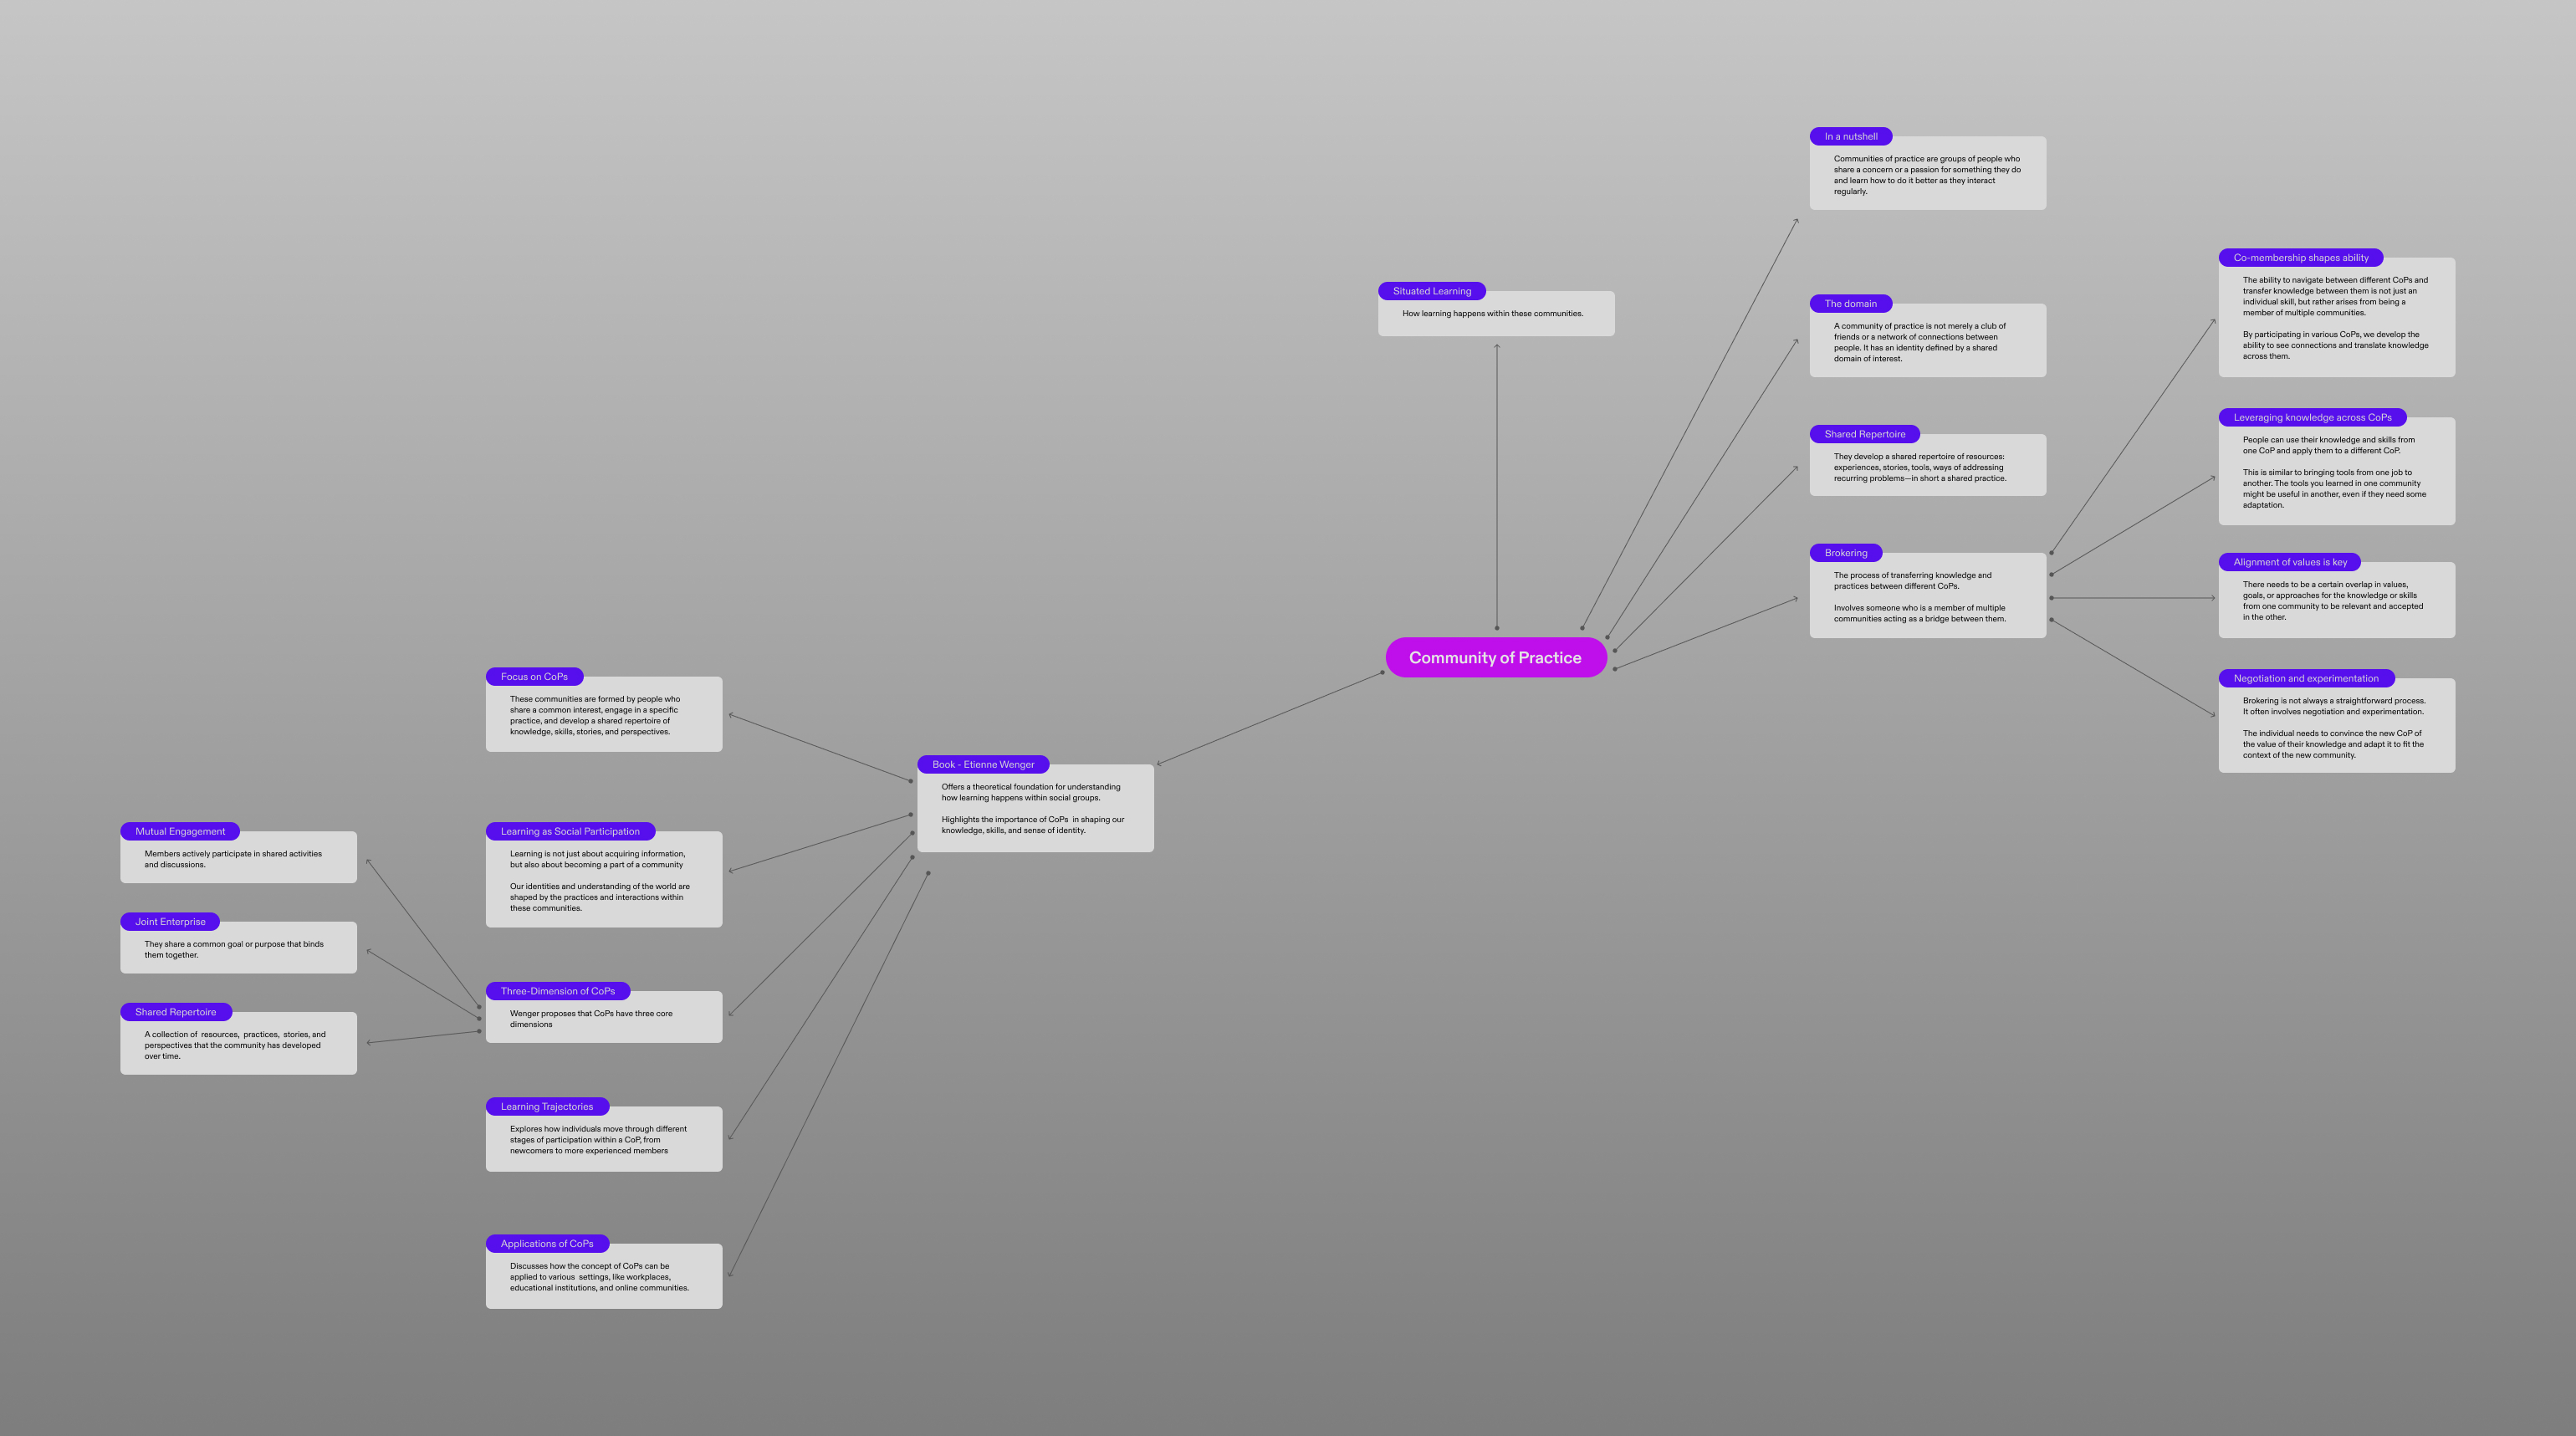 Community of Practice
Situated Learning
How learning happens within these communities.
In a nutshell
Communities of practice are groups of people who
share a concern or a passion for something they do
and learn how to do it better as they interact
regularly.
The domain
A community of practice is not merely a club of
friends or a network of connections between
people. It has an identity defined by a shared
domain of interest.
Shared Repertoire
They develop a shared repertoire of resources:
experiences, stories, tools, ways of addressing
recurring problems—in short a shared practice.
Brokering
The process of transferring knowledge and
practices between different CoPs.
Involves someone who is a member of multiple
communities acting as a bridge between them.
Co-membership shapes ability
The ability to navigate between different CoPs and
transfer knowledge between them is not just an
individual skill, but rather arises from being a
member of multiple communities.
By participating in various CoPs, we develop the
ability to see connections and translate knowledge
across them.
Leveraging knowledge across CoPs
People can use their knowledge and skills from
one CoP and apply them to a different CoP.
This is similar to bringing tools from one job to
another. The tools you learned in one community
might be useful in another, even if they need some
adaptation.
Alignment of values is key
There needs to be a certain overlap in values,
goals, or approaches for the knowledge or skills
from one community to be relevant and accepted
in the other.
Negotiation and experimentation
Brokering is not always a straightforward process.
It often involves negotiation and experimentation.
The individual needs to convince the new CoP of
the value of their knowledge and adapt it to fit the
context of the new community.
Book - Etienne Wenger
Offers a theoretical foundation for understanding
how learning happens within social groups.
Highlights the importance of CoPs  in shaping our
knowledge, skills, and sense of identity.
Focus on CoPs
These communities are formed by people who
share a common interest, engage in a specific
practice, and develop a shared repertoire of
knowledge, skills, stories, and perspectives.
Learning as Social Participation
Learning is not just about acquiring information,
but also about becoming a part of a community
Our identities and understanding of the world are
shaped by the practices and interactions within
these communities.
Three-Dimension of CoPs
Wenger proposes that CoPs have three core
dimensions
Mutual Engagement
Members actively participate in shared activities
and discussions.
Joint Enterprise
They share a common goal or purpose that binds
them together.
Shared Repertoire
A collection of  resources,  practices,  stories, and
perspectives that the community has developed
over time.
Learning Trajectories
Explores how individuals move through different
stages of participation within a CoP, from
newcomers to more experienced members
Applications of CoPs
Discusses how the concept of CoPs can be
applied to various  settings, like workplaces,
educational institutions, and online communities.